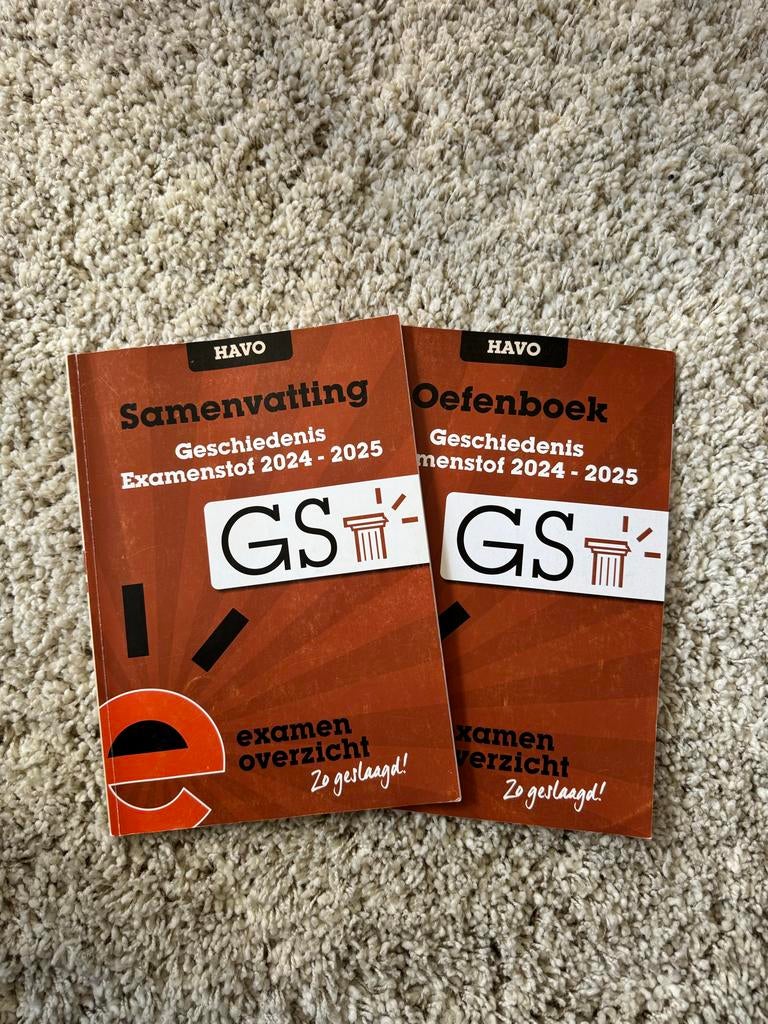 HAVO
Samenvatting
Geschiedenis
Examenstof 2024 - 2025
GS
examen
overzicht
Zo geslaagd!
HAVO
Oefenboek
Geschiedenis
menstof 2024 - 2025
GS
xamen
verzicht
Zo geslaagd!